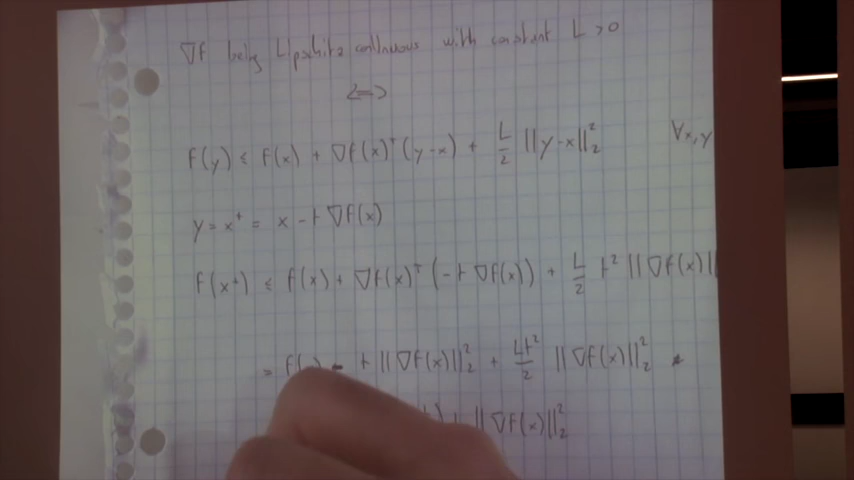 ∇f being Lipschitz continuous with constant L > 0
<=>
f(y) ≤ f(x) + ∇f(x)ᵀ(y-x) + L/2 ||y-x||₂² ∀x,y
y = x⁺ = x - t ∇f(x)
f(x⁺) ≤ f(x) + ∇f(x)ᵀ(-t ∇f(x)) + L/2 t² ||∇f(x)||
= f(x) - t ||∇f(x)||₂² + Lt²/2 ||∇f(x)||₂²
) t ||∇f(x)||₂²